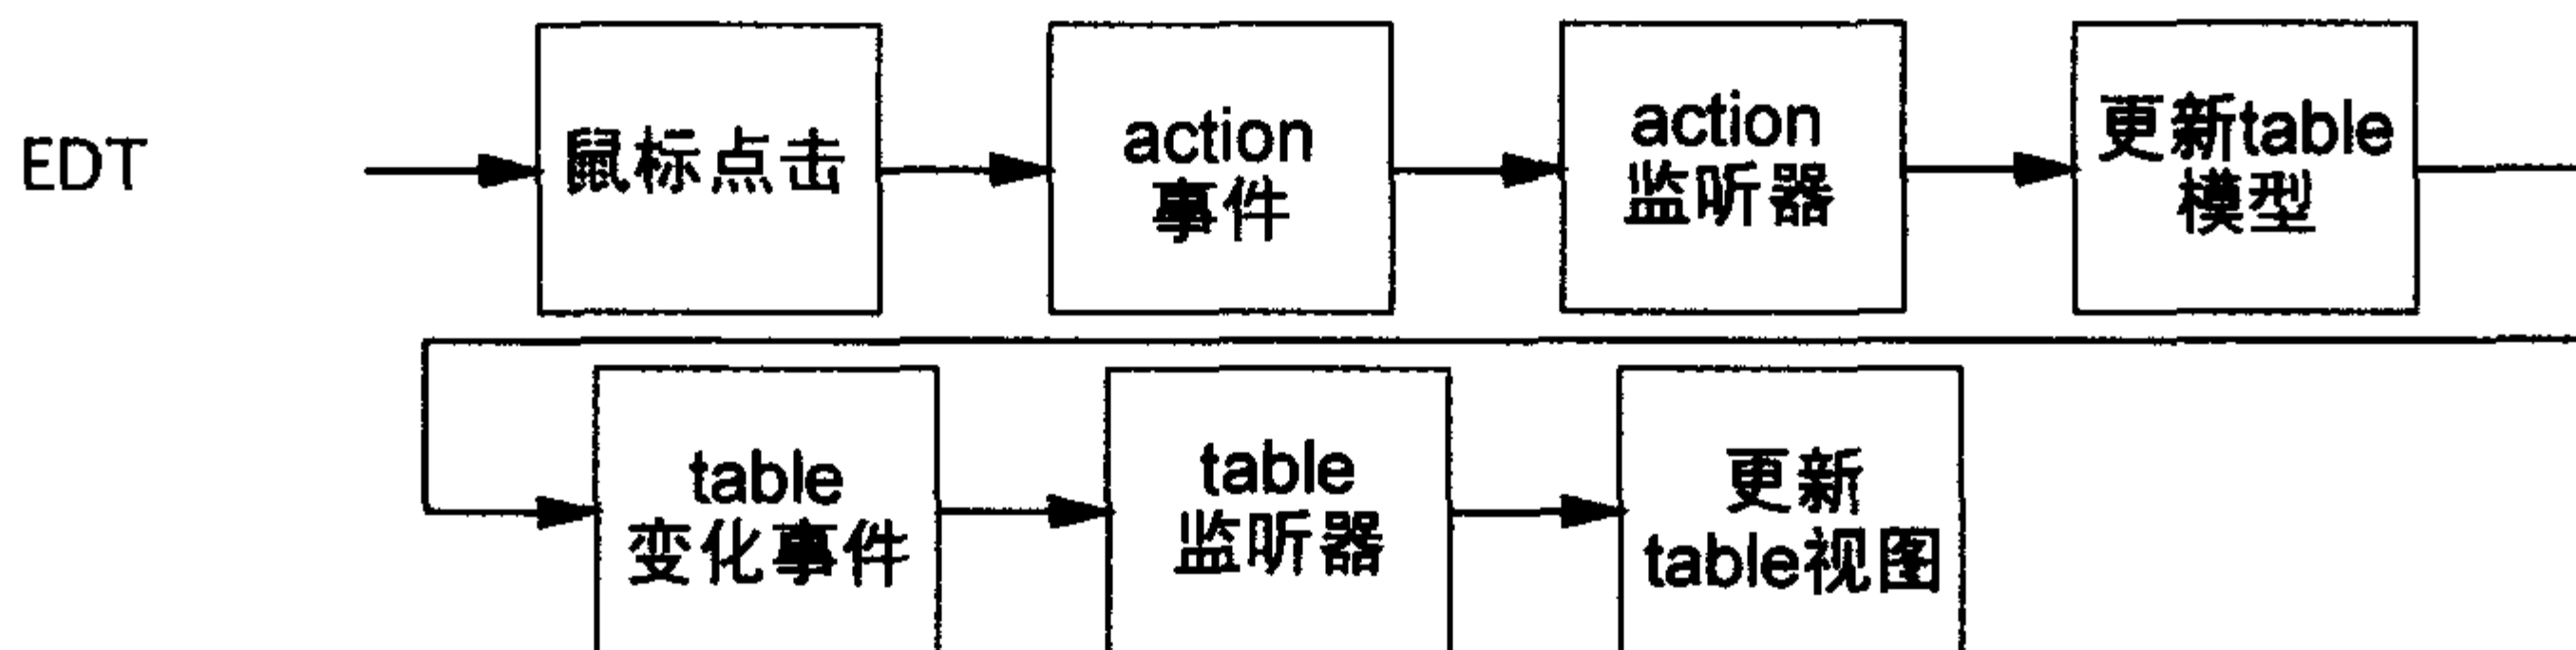 EDT
鼠标点击
action
事件
action
监听器
更新table
模型
table
变化事件
table
监听器
更新
table视图